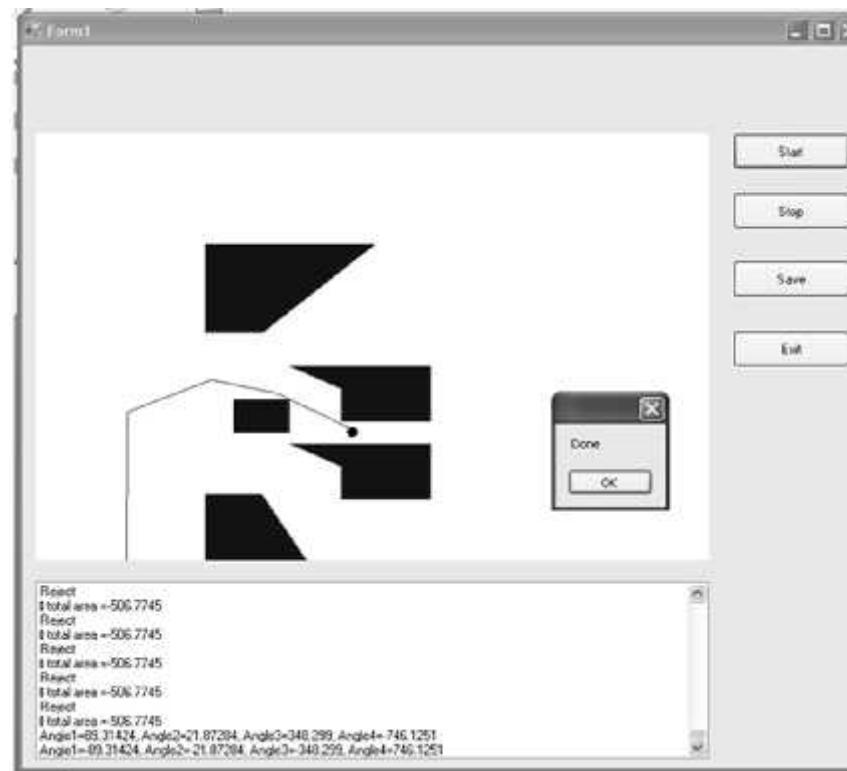 Form1
Start
Stop
Save
Exit
Done
OK
Reject
total area =-506.7745
Reject
total area =-506.7745
Reject
total area =-506.7745
Reject
total area =-506.7745
Reject
total area =-506.7745
Angle1=89.31424, Angle2=21.87284, Angle3=348.299, Angle4=-746.1251
Angle1=-89.31424, Angle2=-21.87284, Angle3=-348.299, Angle4=746.1251